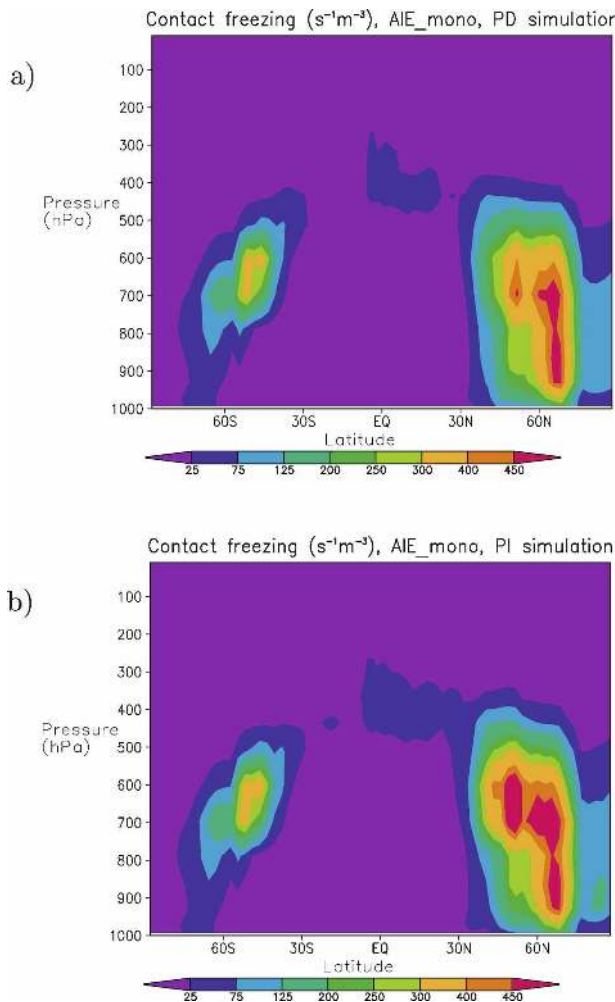 Contact freezing (s⁻¹m⁻³), AIE_mono, PD simulation
a)
100
200
300
400
Pressure
(hPa)
500
600
700
800
900
1000
60S 30S EQ 30N 60N
Latitude
25 75 125 200 250 300 400 450
Contact freezing (s⁻¹m⁻³), AIE_mono, PI simulation
b)
100
200
300
400
Pressure
(hPa)
500
600
700
800
900
1000
60S 30S EQ 30N 60N
Latitude
25 75 125 200 250 300 400 450